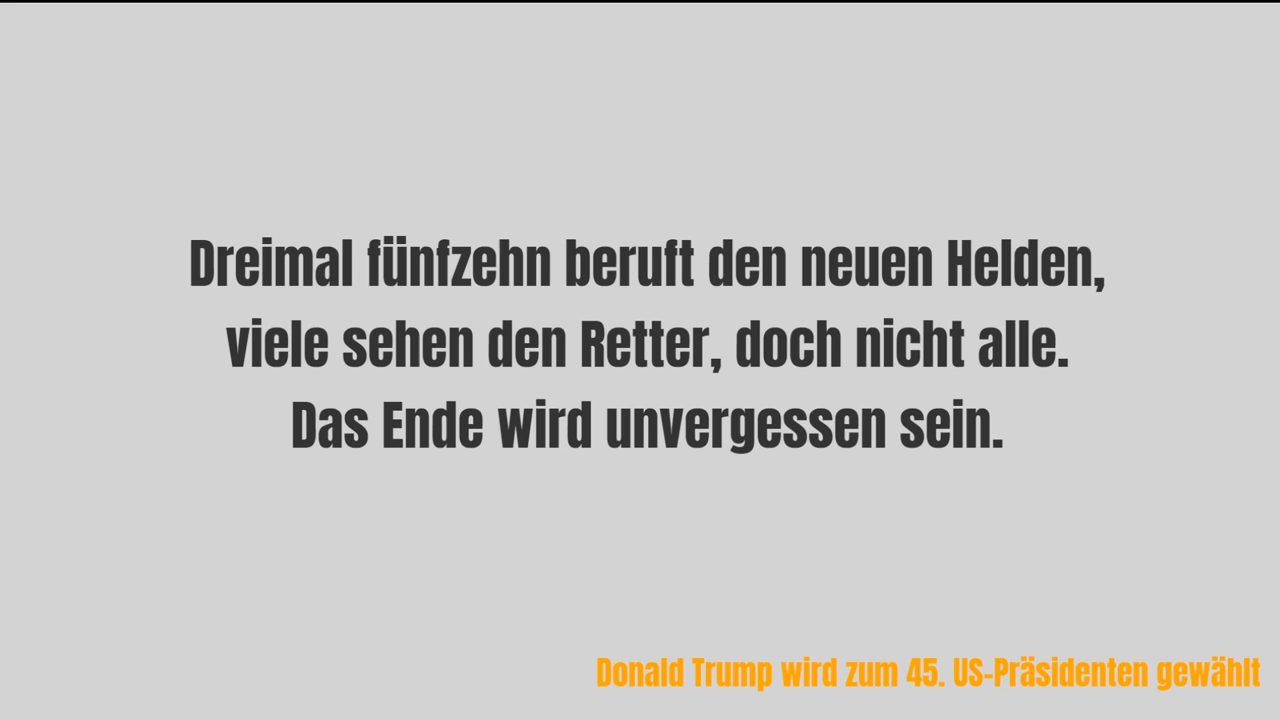 Dreimal fünfzehn beruft den neuen Helden,
viele sehen den Retter, doch nicht alle.
Das Ende wird unvergessen sein.
Donald Trump wird zum 45. US-Präsidenten gewählt